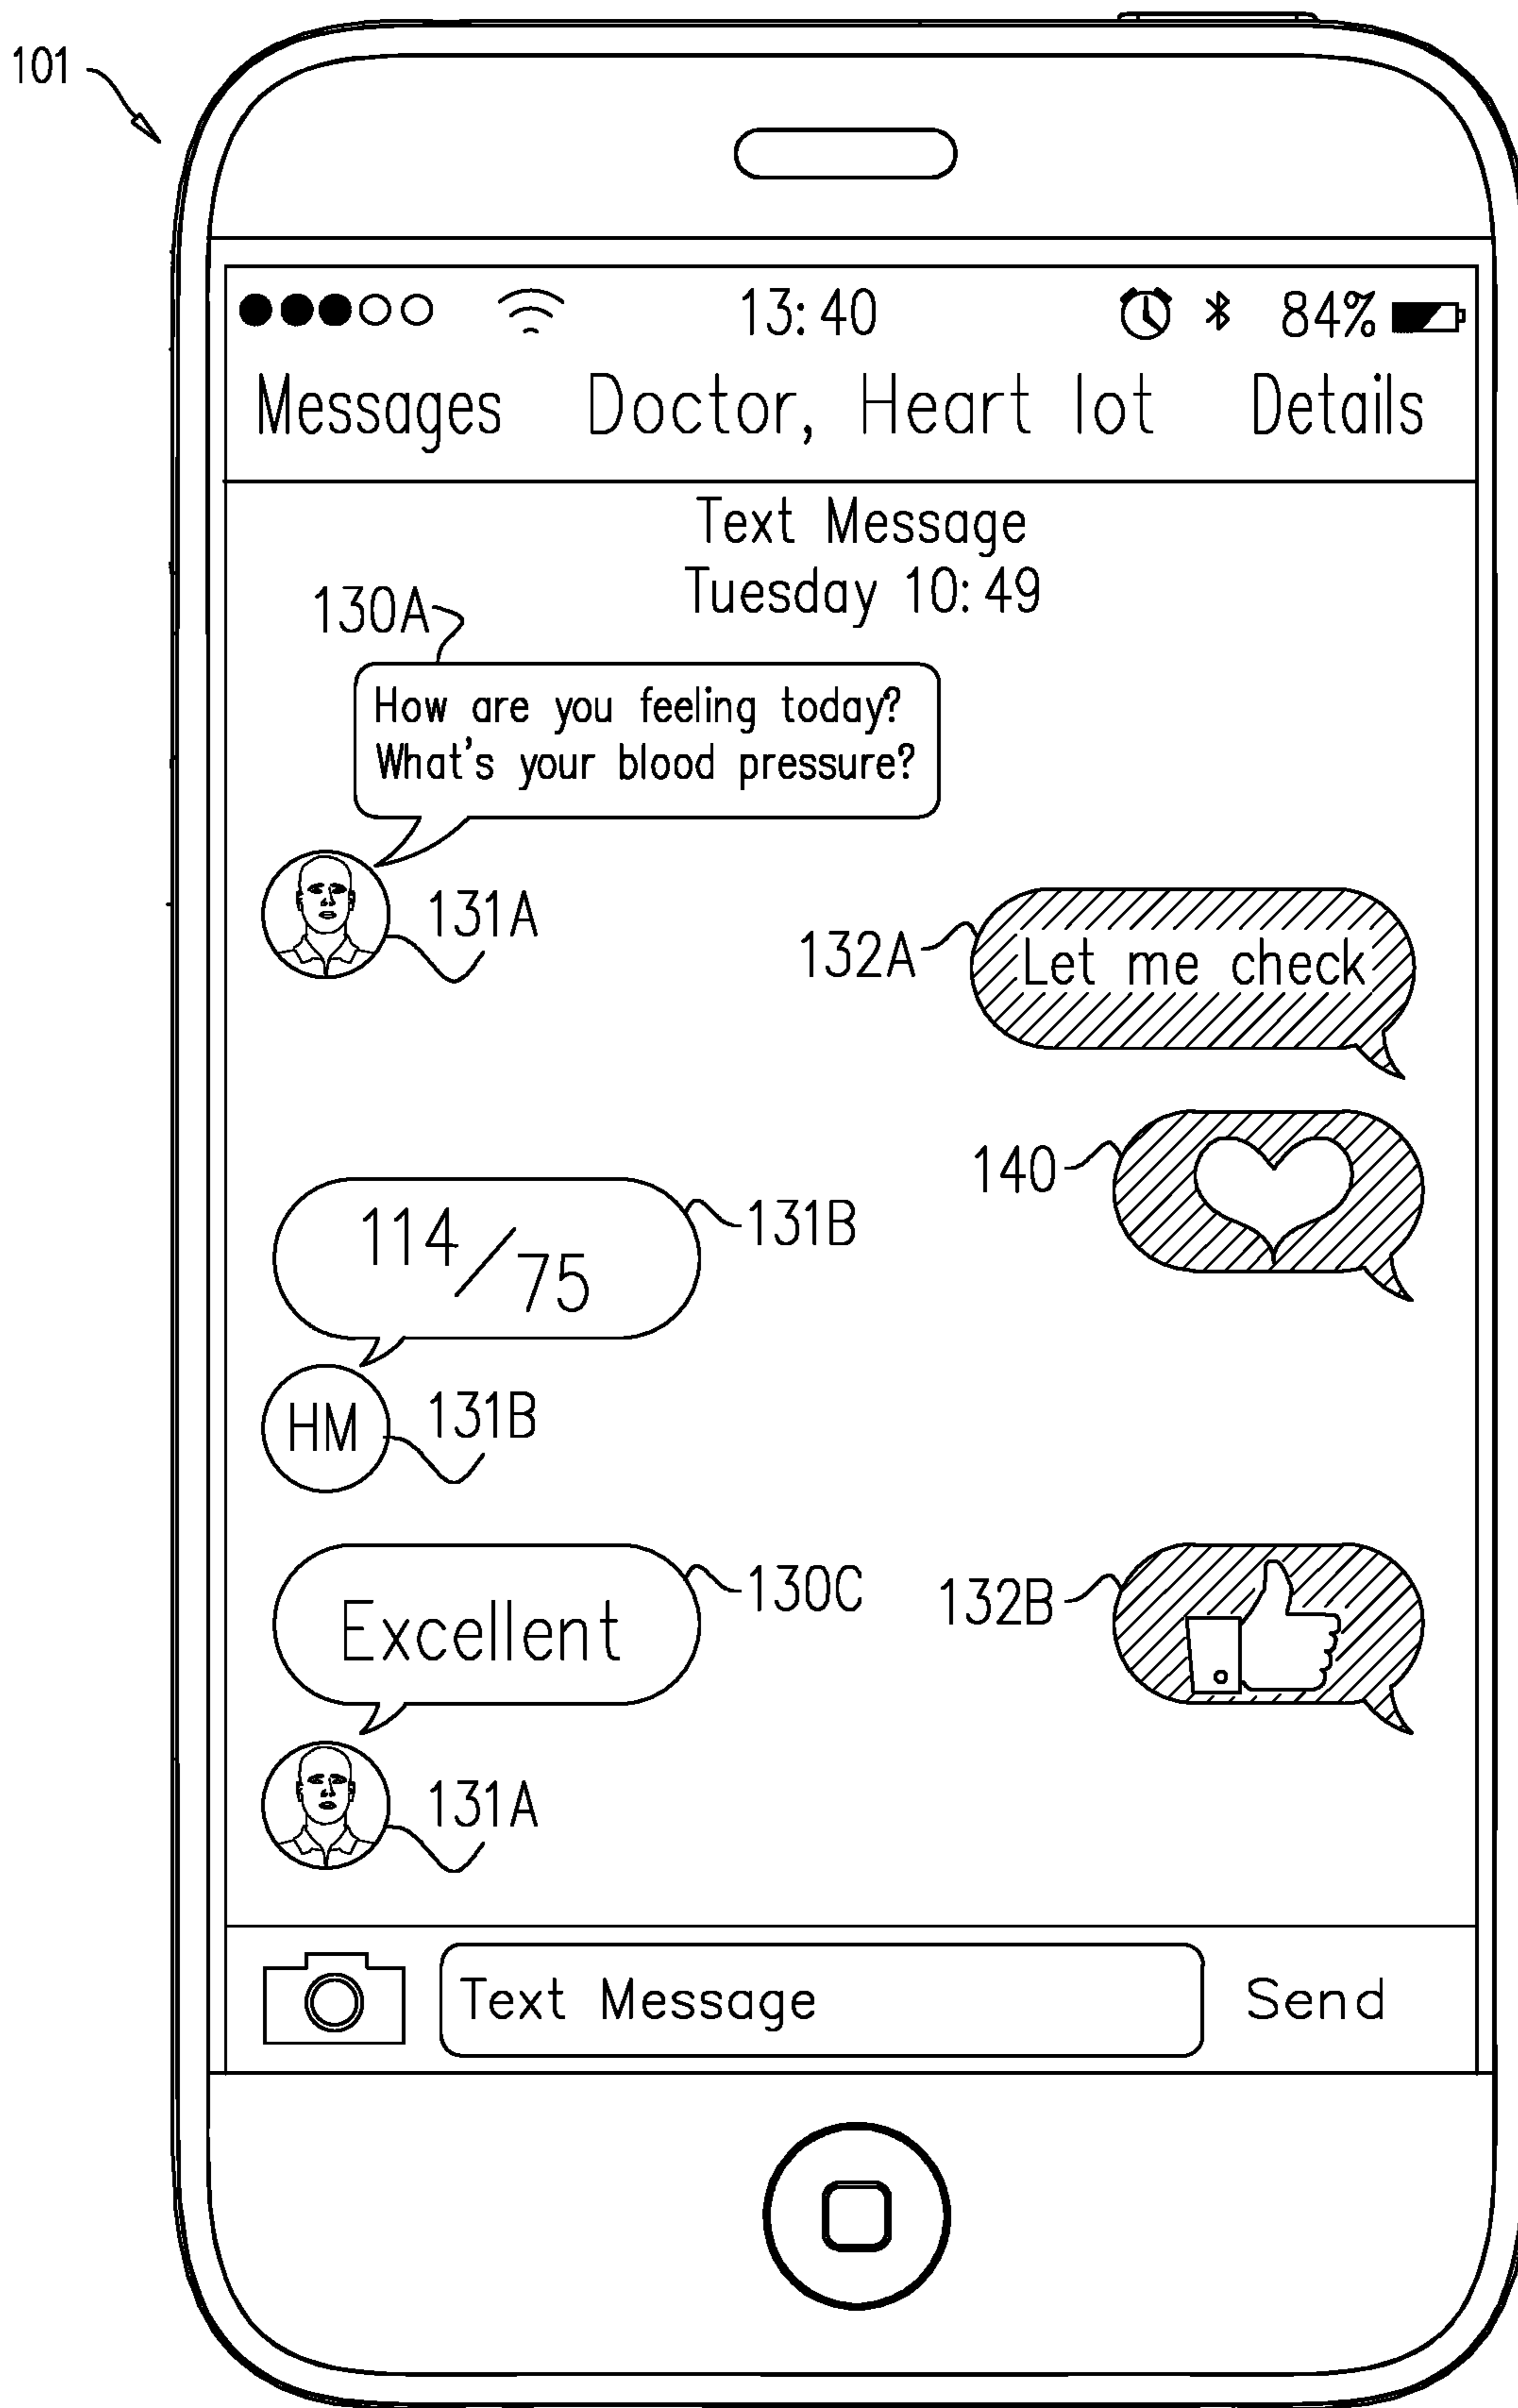 101
13:40 84%
Messages Doctor, Heart lot Details
Text Message
Tuesday 10:49
130A
How are you feeling today?
What's your blood pressure?
131A
132A
Let me check
140
114/75
131B
HM
131B
130C
Excellent
132B
131A
Text Message Send